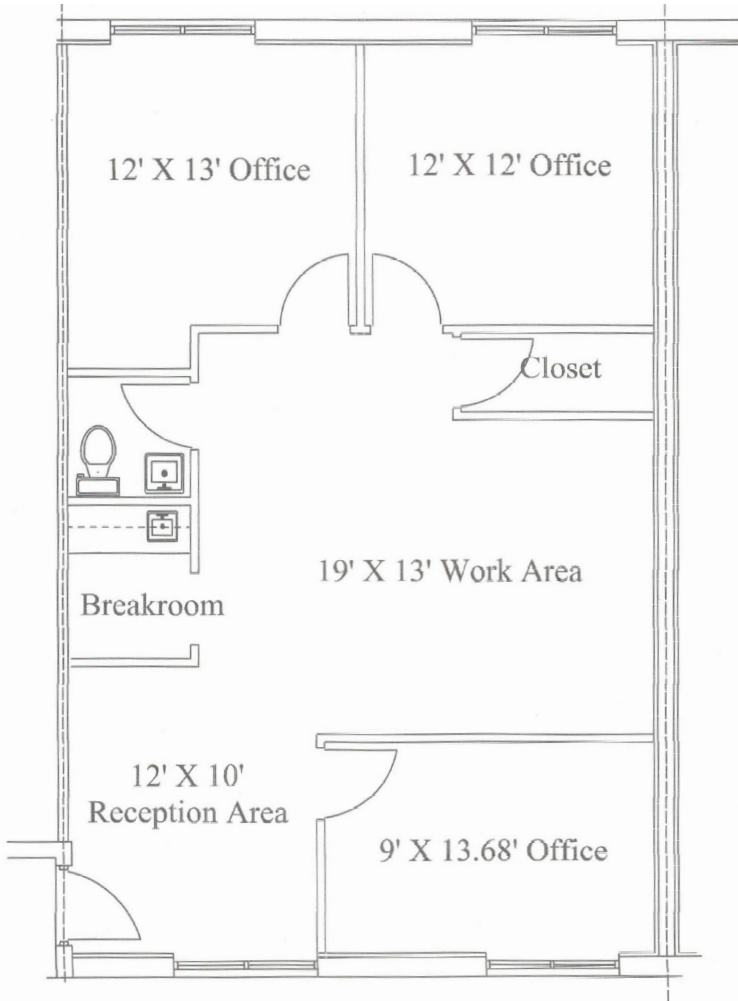 12' X 13' Office
12' X 12' Office
Closet
19' X 13' Work Area
Breakroom
12' X 10'
Reception Area
9' X 13.68' Office